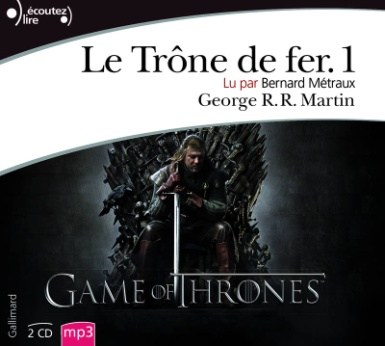 écoutez
lire
Le Trône de fer. 1
Lu par Bernard Métraux
George R. R. Martin
GAME OF THRONES
Gallimard
2 CD
mp3